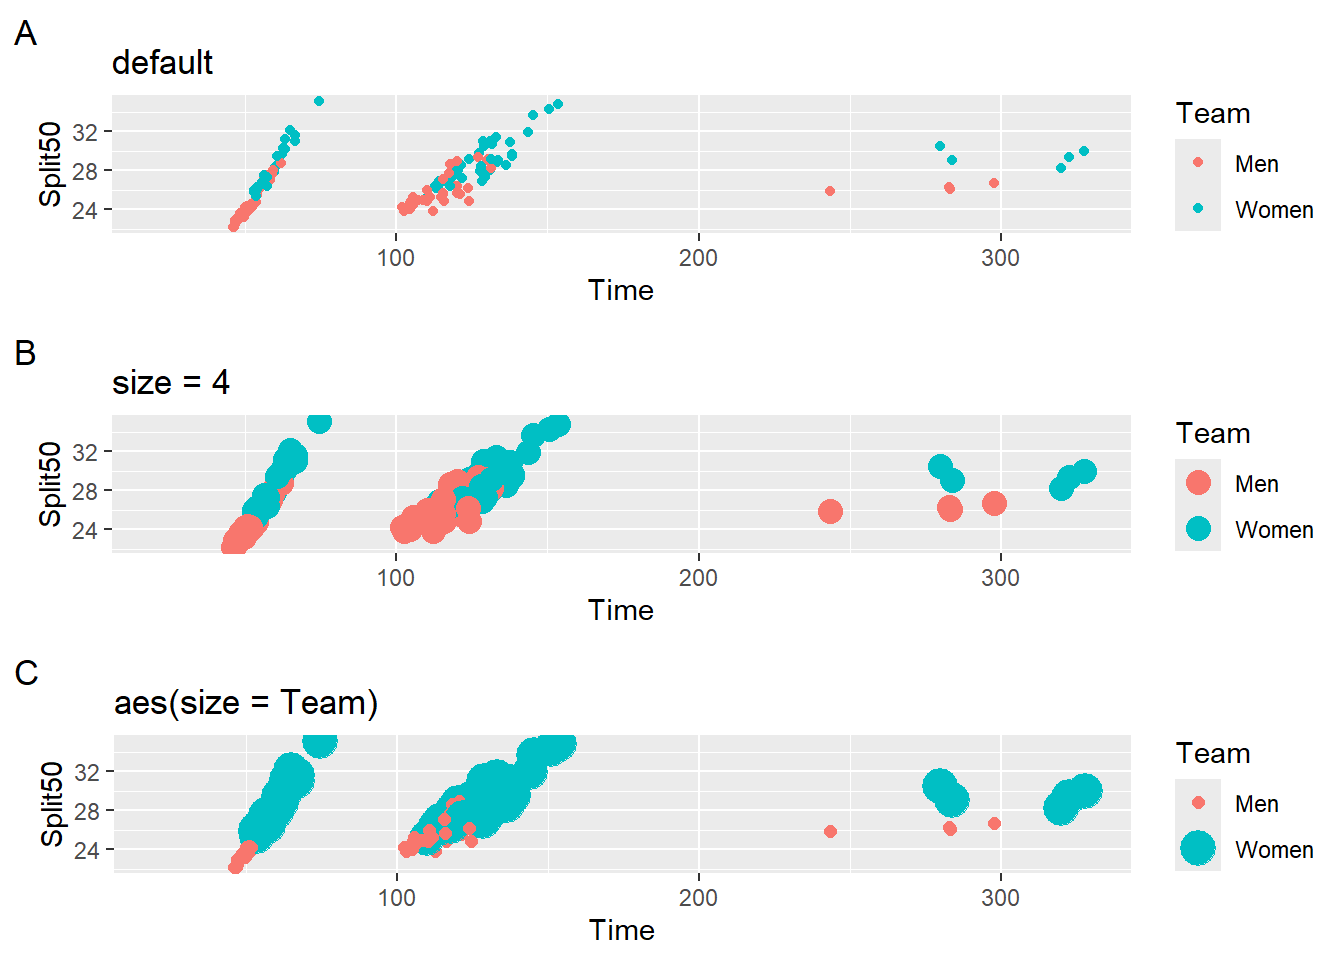 A
default
Split50
32
28
24
100 200 300
Time
Team
Men
Women
B
size = 4
Split50
32
28
24
100 200 300
Time
Team
Men
Women
C
aes(size = Team)
Split50
32
28
24
100 200 300
Time
Team
Men
Women